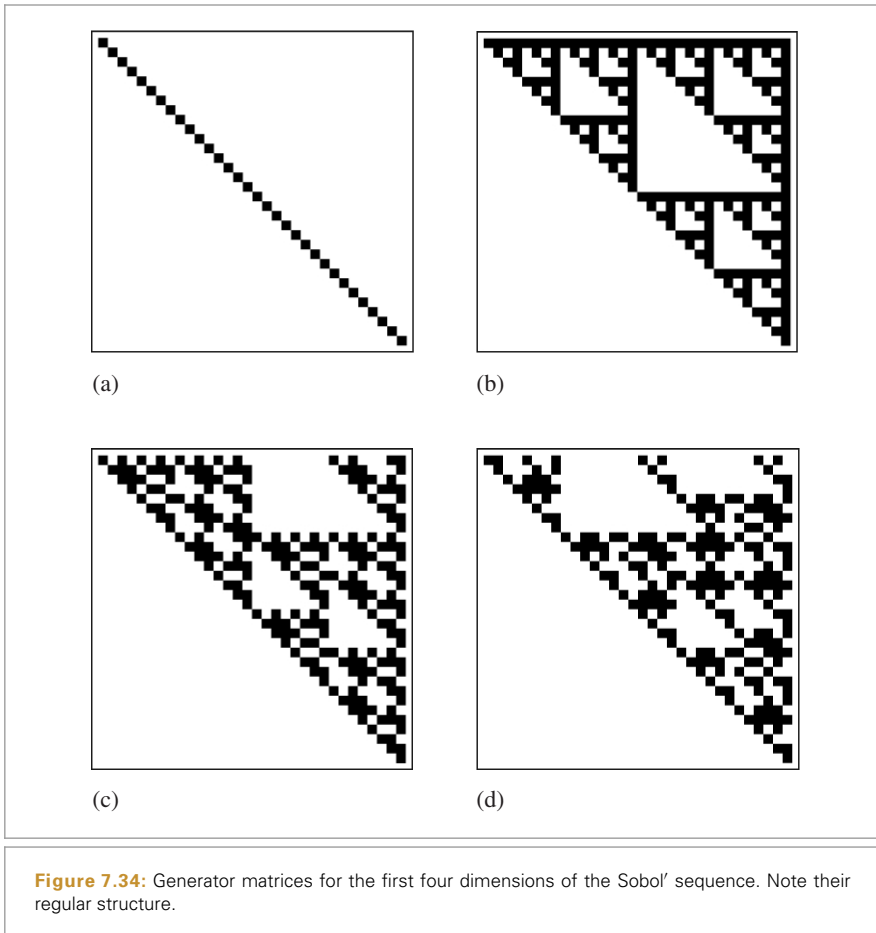 (a)
(b)
(c)
(d)
Figure 7.34: Generator matrices for the first four dimensions of the Sobol′ sequence. Note their
regular structure.